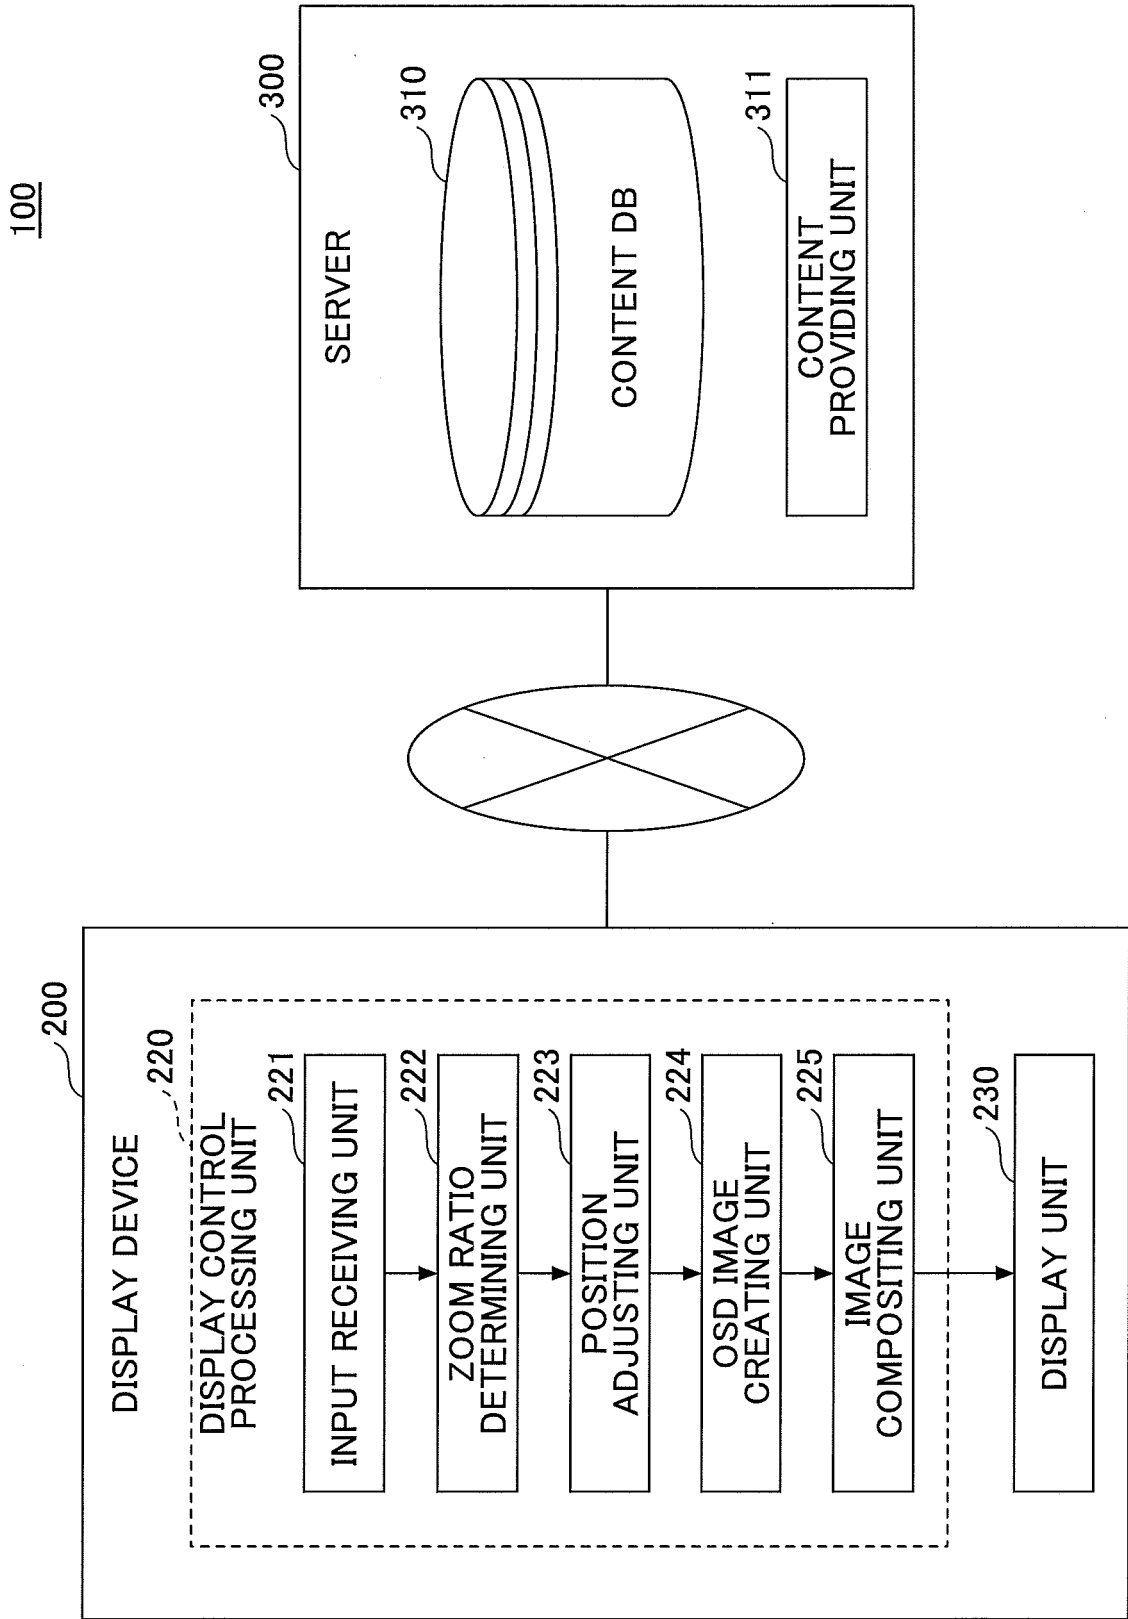 100
DISPLAY DEVICE
200
DISPLAY CONTROL
PROCESSING UNIT
220
INPUT RECEIVING UNIT
221
ZOOM RATIO
DETERMINING UNIT
222
POSITION
ADJUSTING UNIT
223
OSD IMAGE
CREATING UNIT
224
IMAGE
COMPOSITING UNIT
225
DISPLAY UNIT
230
SERVER
300
CONTENT DB
310
CONTENT
PROVIDING UNIT
311